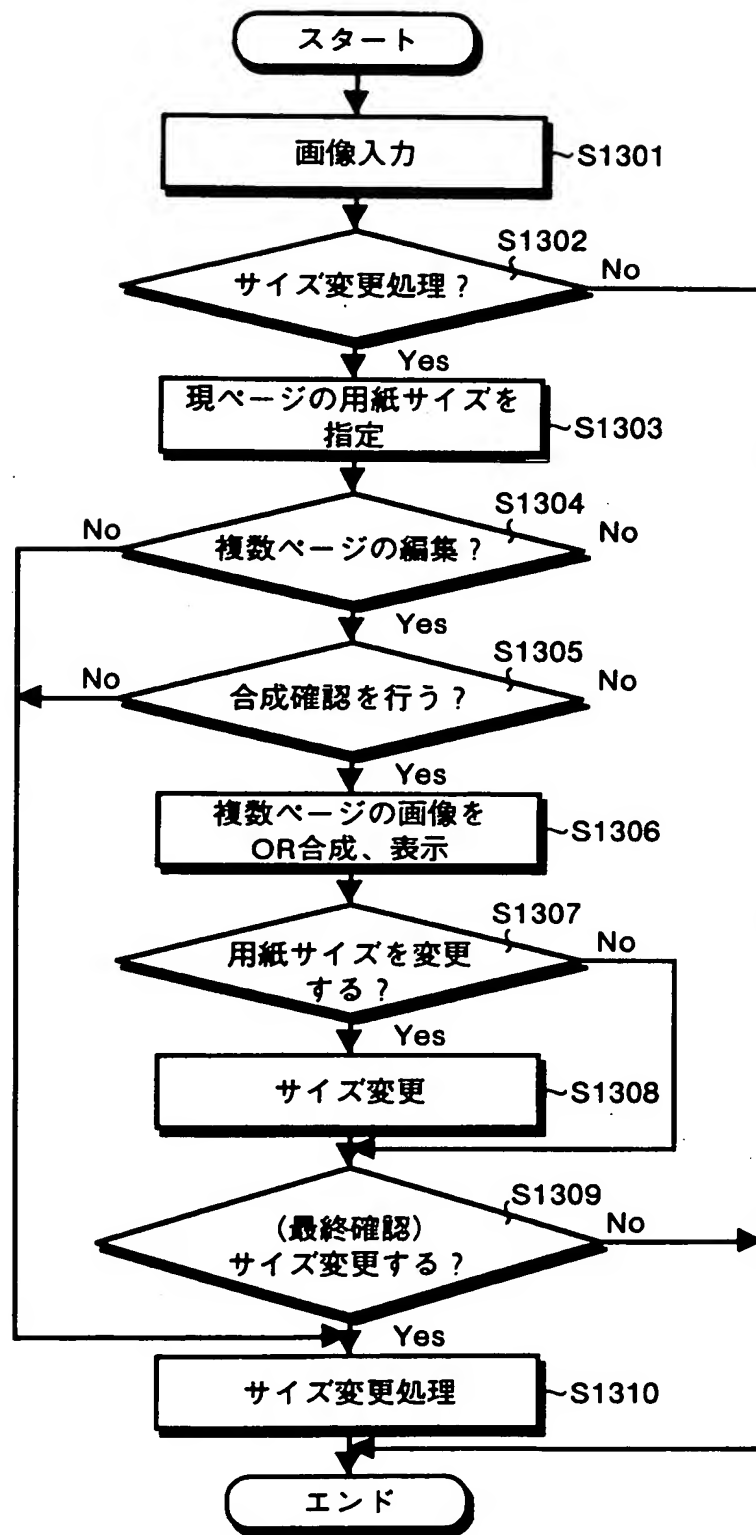 スタート
画像入力
S1301
S1302
サイズ変更処理？
No
Yes
現ページの用紙サイズを
指定
S1303
S1304
No
複数ページの編集？
No
Yes
S1305
No
合成確認を行う？
No
Yes
複数ページの画像を
OR合成、表示
S1306
S1307
用紙サイズを変更
する？
No
Yes
サイズ変更
S1308
S1309
(最終確認)
サイズ変更する？
No
Yes
サイズ変更処理
S1310
エンド